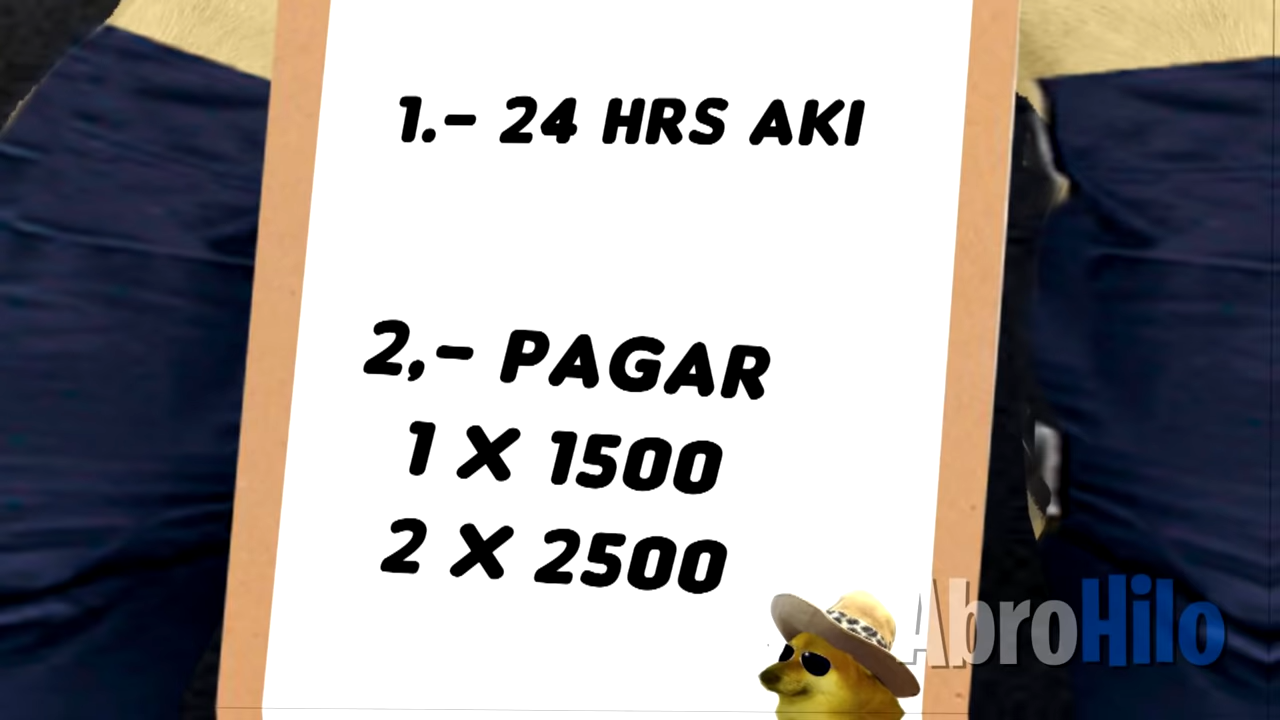 1.- 24 HRS AKI
2,- PAGAR
1 X 1500
2 X 2500
AbroHilo